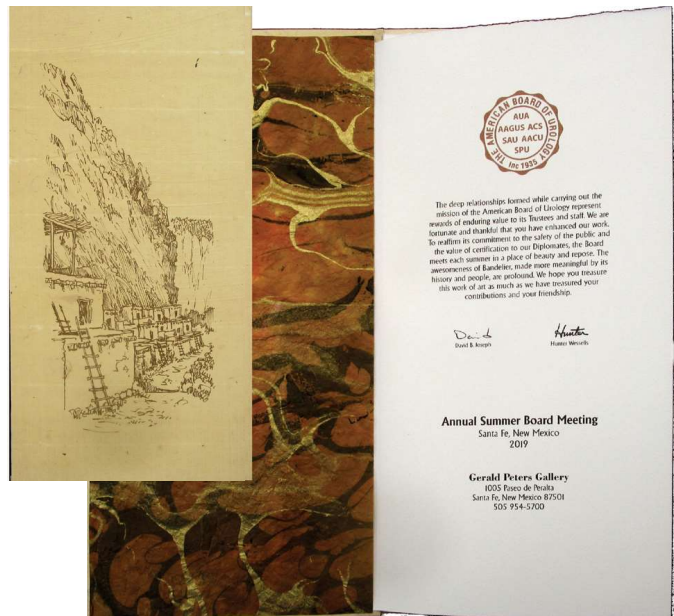 THE AMERICAN BOARD OF UROLOGY
AUA
AAGUS ACS
SAU AACU
SPU
Inc 1935
The deep relationships formed while carrying out the
mission of the American Board of Urology represent
rewards of enduring value to its Trustees and staff. We are
fortunate and thankful that you have enhanced our work.
To reaffirm its commitment to the safety of the public and
the value of certification to our Diplomates, the Board
meets each summer in a place of beauty and repose. The
awesomeness of Bandelier, made more meaningful by its
history and people, are profound. We hope you treasure
this work of art as much as we have treasured your
contributions and your friendship.
David Hunter
David B. Joseph Hunter Wessells
Annual Summer Board Meeting
Santa Fe, New Mexico
2019
Gerald Peters Gallery
1005 Paseo de Peralta
Santa Fe, New Mexico 87501
505 954-5700